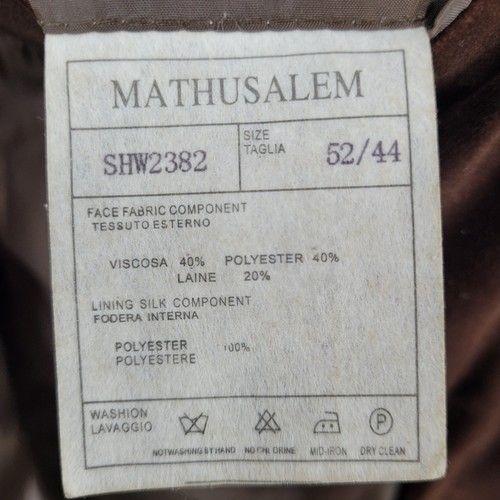 MATHUSALEM
SHW2382
SIZE
TAGLIA
52/44
FACE FABRIC COMPONENT
TESSUTO ESTERNO
VISCOSA 40% POLYESTER 40%
LAINE 20%
LINING SILK COMPONENT
FODERA INTERNA
POLYESTER 100%
POLYESTERE
WASHION
LAVAGGIO
P
NOTWASHING BY HAND NO CHLORINE MID-IRON DRY CLEAN